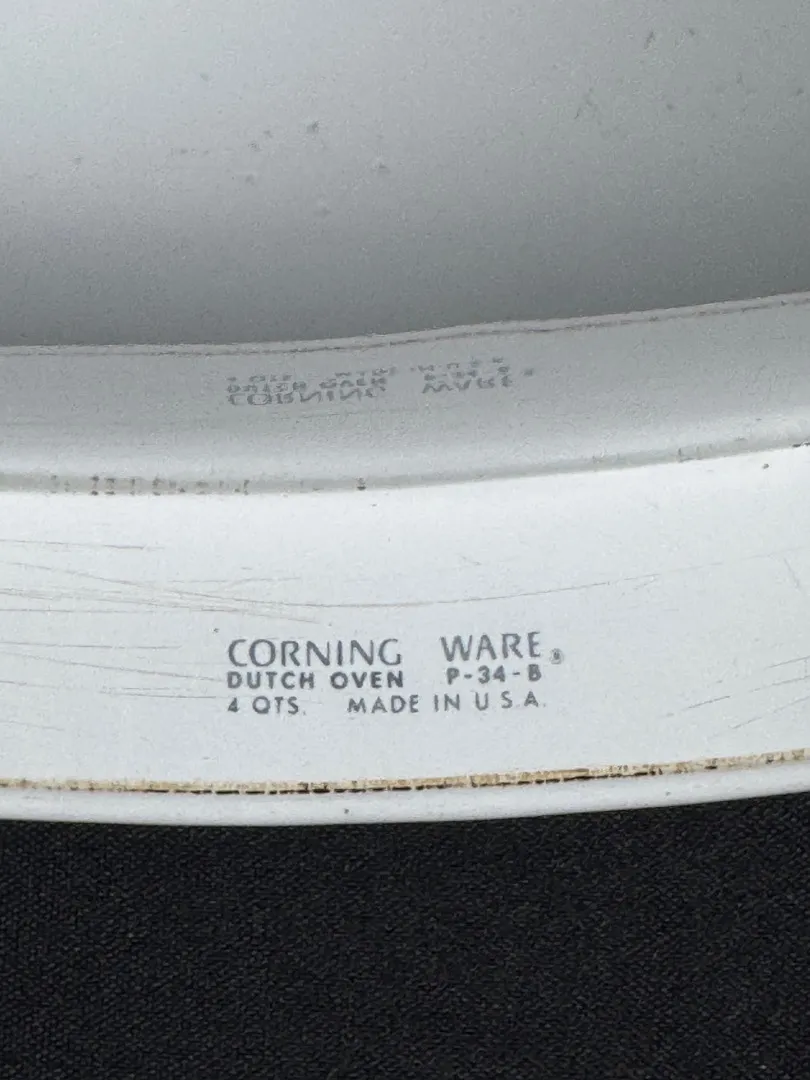 CORNING WARE®
DUTCH OVEN P-34-B
4 QTS. MADE IN U.S.A.